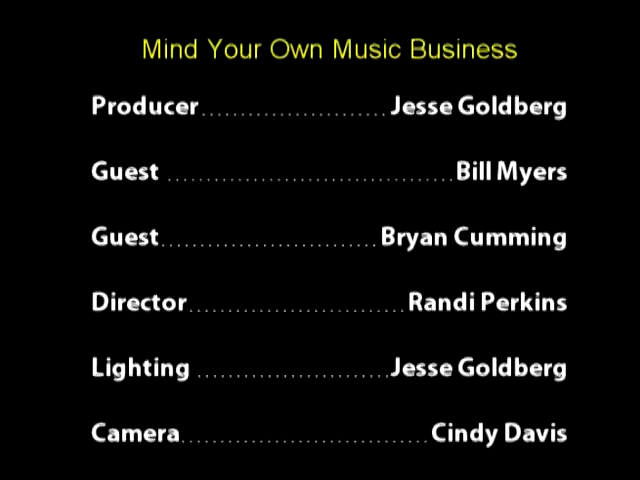 Mind Your Own Music Business
Producer........................Jesse Goldberg
Guest .....................................Bill Myers
Guest............................Bryan Cumming
Director............................Randi Perkins
Lighting .........................Jesse Goldberg
Camera................................Cindy Davis